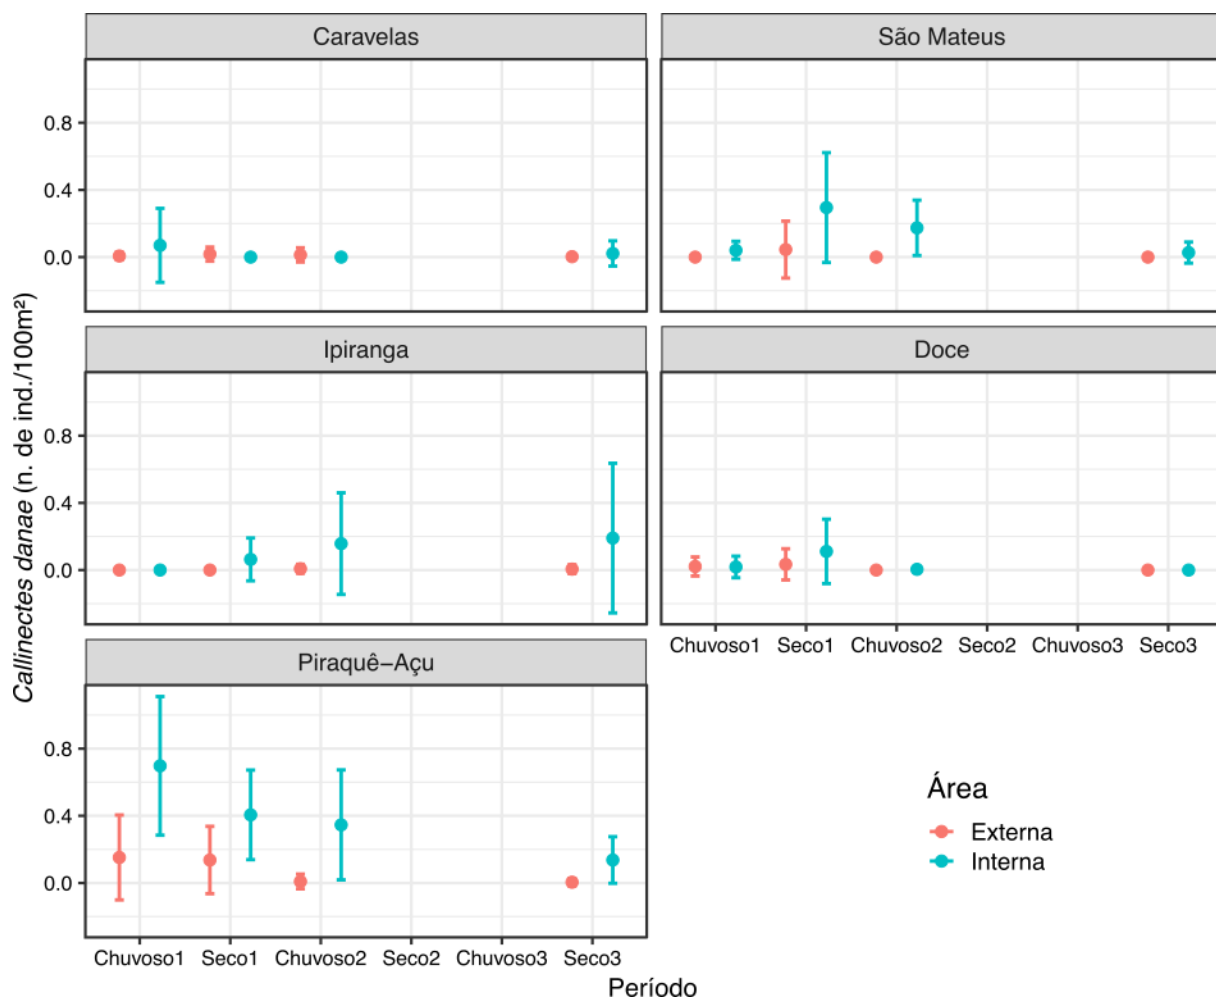 Caravelas
São Mateus
0.8
0.4
0.0
Ipiranga
Doce
0.8
0.4
0.0
Chuvoso1 Seco1 Chuvoso2 Seco2 Chuvoso3 Seco3
Piraquê−Açu
0.8
0.4
0.0
Chuvoso1 Seco1 Chuvoso2 Seco2 Chuvoso3 Seco3
Período
Callinectes danae (n. de ind./100m²)
Área
Externa
Interna